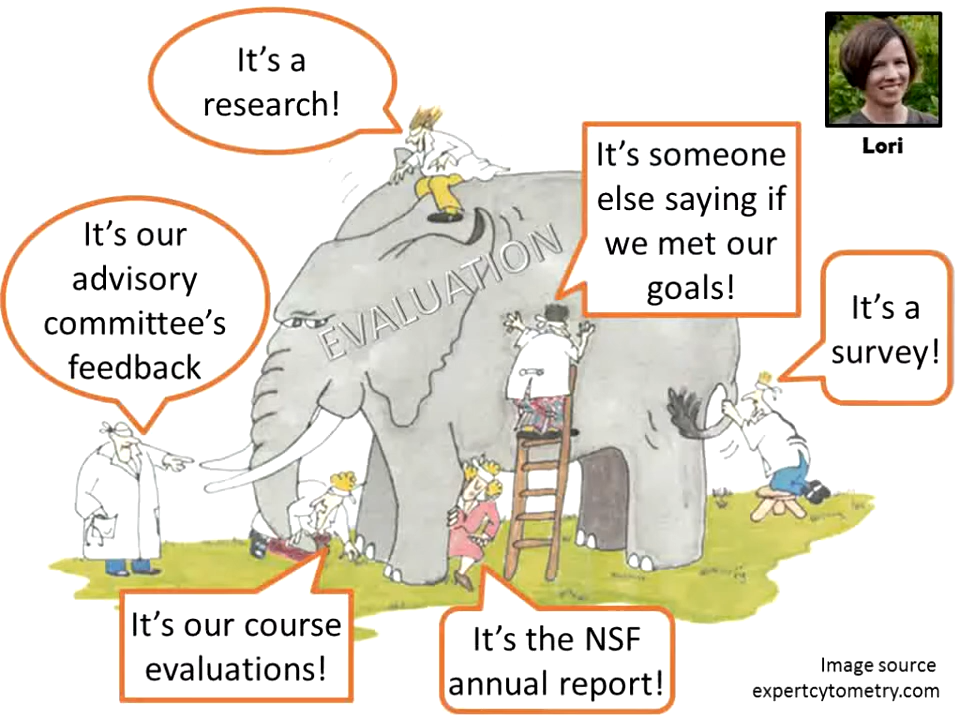 It's a
research!
Lori
It's someone
else saying if
we met our
goals!
It's our
advisory
committee's
feedback
EVALUATION
It's a
survey!
It's our course
evaluations!
It's the NSF
annual report!
Image source
expertcytometry.com